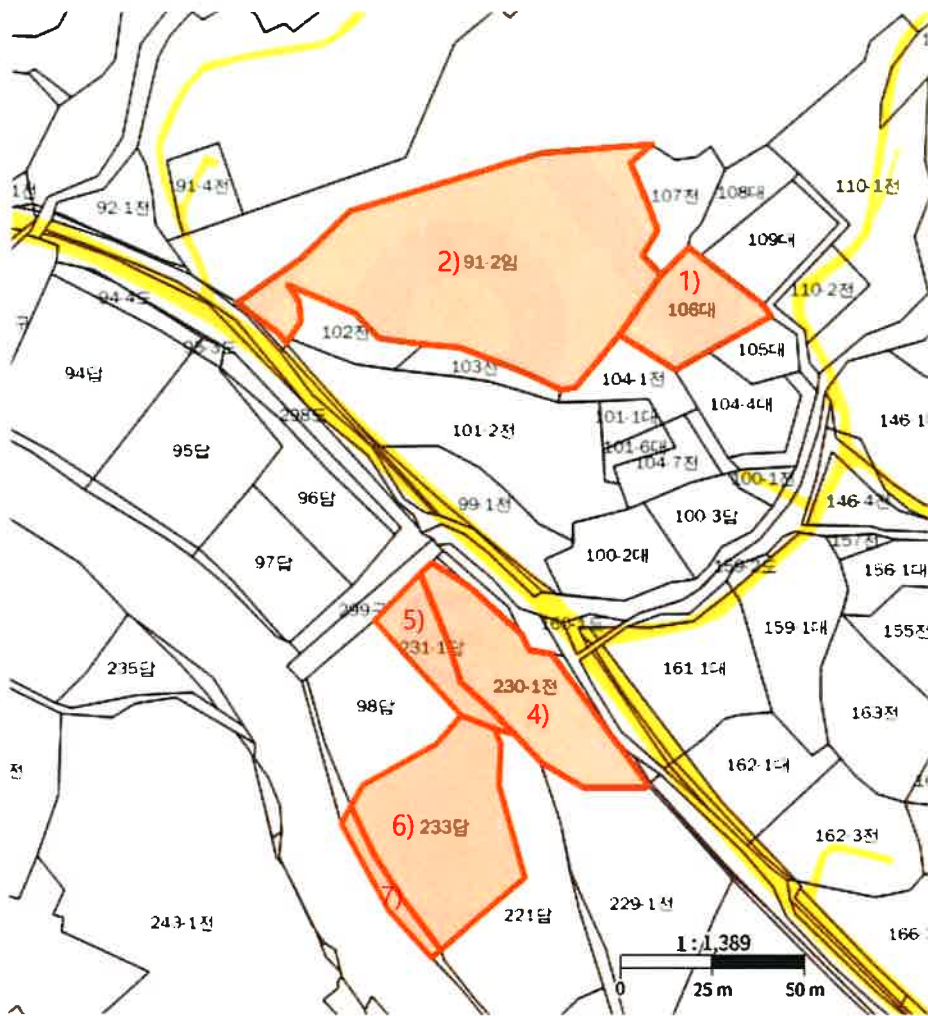 107전
108대
110-1전
91-4전
1전
92-1전
109대
2) 91-2임
1)
106대
110-2전
94-4도
102전
103전
105대
94답
104-1전
104-4대
298도
101-1대
146-1
101-2전
95답
101-6대
104-7전
100-1전
96답
99-1전
146-4전
100-3답
157전
100-2대
97답
159-2도
156-1대
5)
231-1답
159-1대
155전
235답
230-1전
161-1대
98답
4)
163전
전
162-1대
6) 233답
162-3전
7)
243-1전
221답
229-1전
166-
1 : 1,389
0 25 m 50 m